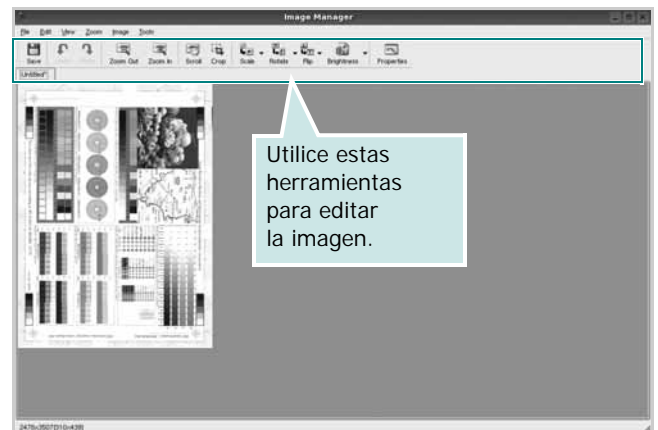 Image Manager
File Edit View Zoom Image Tools
Save Zoom Out Zoom In Scroll Crop Scale Rotate Flip Brightness Properties
Untitled*
Utilice estas
herramientas
para editar
la imagen.